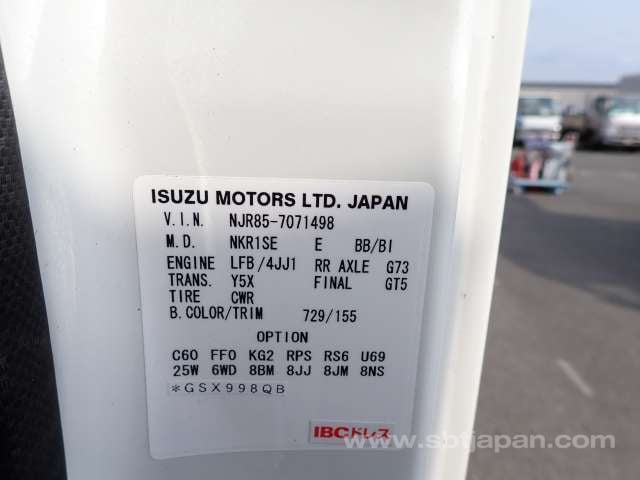 ISUZU MOTORS LTD. JAPAN
V.I.N. NJR85-7071498
M.D. NKR1SE E BB/BI
ENGINE LFB/4JJ1 RR AXLE G73
TRANS. Y5X FINAL GT5
TIRE CWR
B.COLOR/TRIM 729/155
OPTION
C60 FF0 KG2 RPS RS6 U69
25W 6WD 8BM 8JJ 8JM 8NS
*GSX998QB
IBCドレス
www.sbtjapan.com